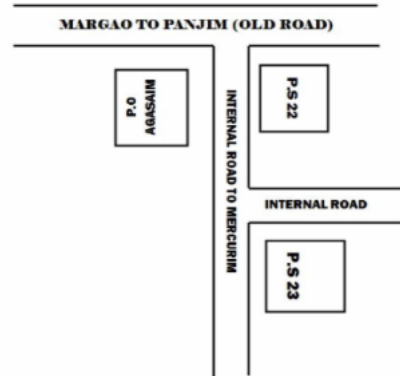 MARGAO TO PANJIM (OLD ROAD)
P.O
AGASAIM
INTERNAL ROAD TO MERCURIM
P.S 22
INTERNAL ROAD
P.S 23